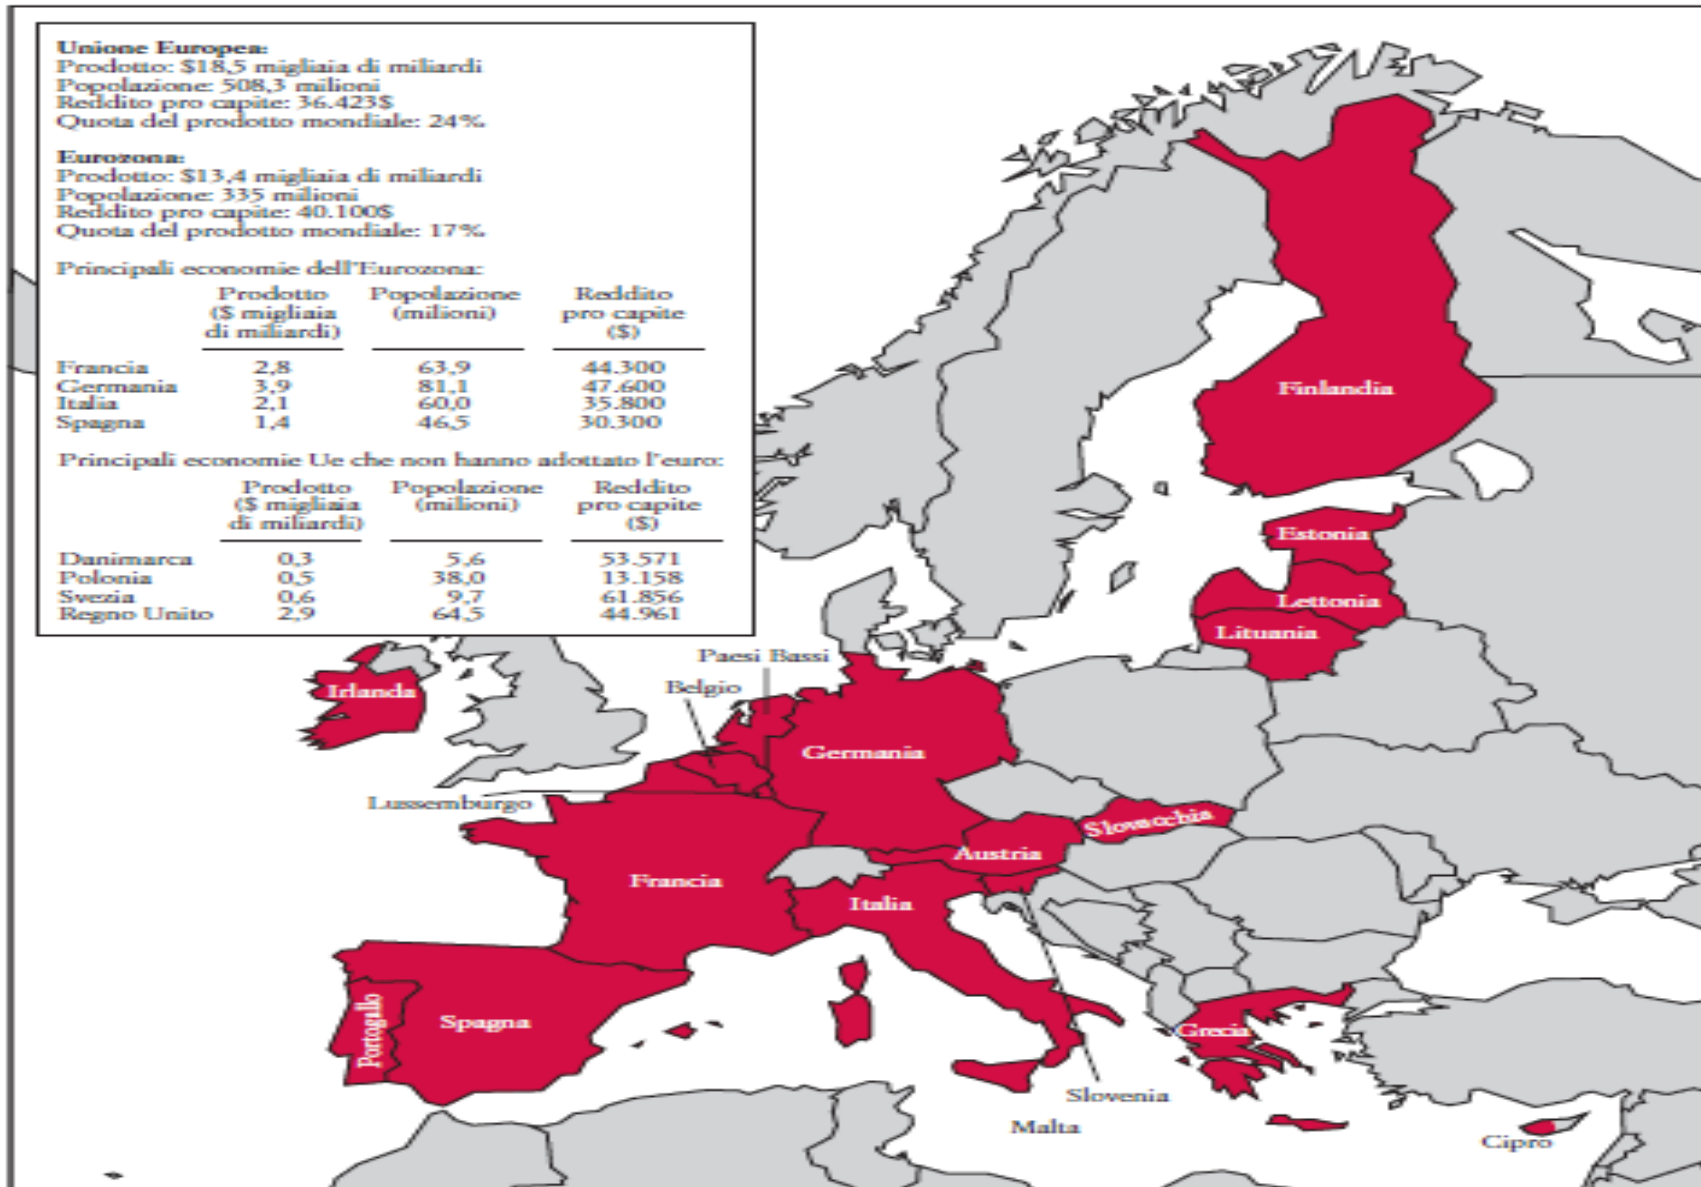 Unione Europea:
Prodotto: $18,5 migliaia di miliardi
Popolazione: 508,3 milioni
Reddito pro capite: 36.423$
Quota del prodotto mondiale: 24%
Eurozona:
Prodotto: $13,4 migliaia di miliardi
Popolazione: 335 milioni
Reddito pro capite: 40.100$
Quota del prodotto mondiale: 17%
Principali economie dell'Eurozona:
Prodotto Popolazione Reddito
($ migliaia (milioni) pro capite
di miliardi) ($)
Francia 2,8 63,9 44.300
Germania 3,9 81,1 47.600
Italia 2,1 60,0 35.800
Spagna 1,4 46,5 30.300
Principali economie Ue che non hanno adottato l'euro:
Prodotto Popolazione Reddito
($ migliaia (milioni) pro capite
di miliardi) ($)
Danimarca 0,3 5,6 53.571
Polonia 0,5 38,0 13.158
Svezia 0,6 9,7 61.856
Regno Unito 2,9 64,5 44.961
Finlandia
Estonia
Lettonia
Lituania
Paesi Bassi
Belgio
Irlanda
Germania
Lussemburgo
Slovacchia
Austria
Francia
Italia
Portogallo
Spagna
Grecia
Slovenia
Malta
Cipro